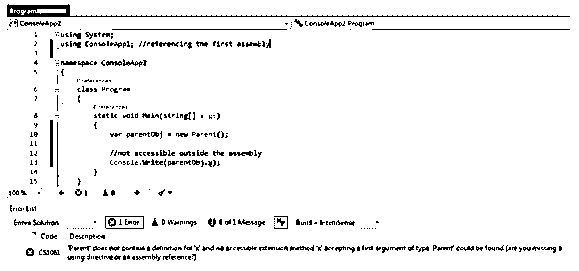 Program
ConsoleApp2
ConsoleApp2 Program
1 using System;
2 using ConsoleApp1; //referencing the first assembly
3
4 namespace ConsoleApp2
5 {
0 references
6 class Program
7 {
0 references
8 static void Main(string[] args)
9 {
10 var parentObj = new Parent();
11
12 //not accessible outside the assembly
13 Console.Write(parentObj.x);
14 }
15 }
100 %
1
0
Error List
Entire Solution
1 Error
0 Warnings
0 of 1 Message
Build + IntelliSense
Code Description
CS1061 'Parent' does not contain a definition for 'x' and no accessible extension method 'x' accepting a first argument of type 'Parent' could be found (are you missing a
using directive or an assembly reference?)